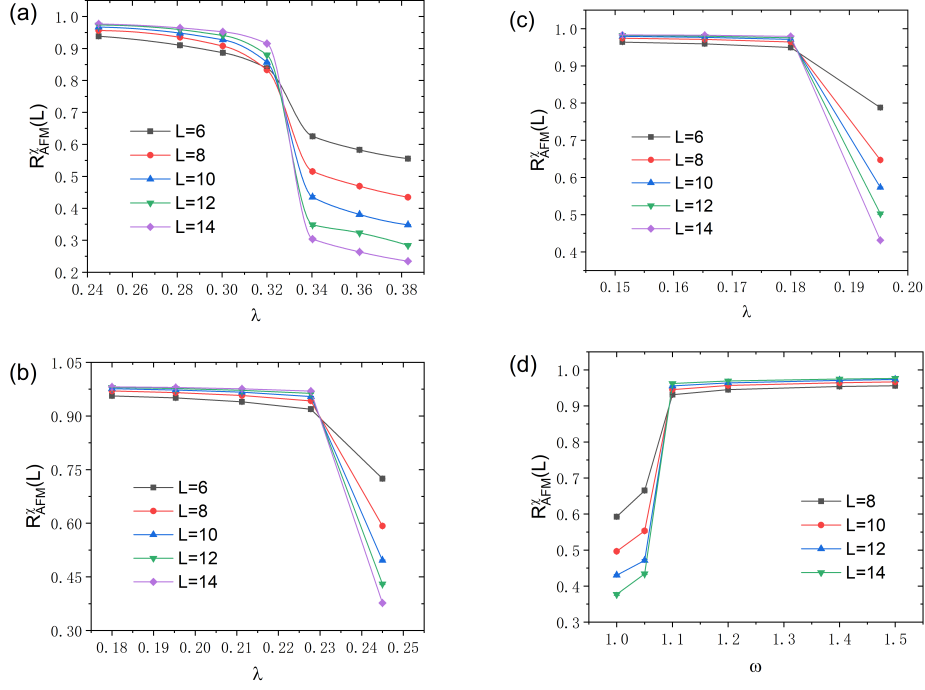 (a)
1.0
0.9
0.8
0.7
0.6
0.5
0.4
0.3
0.2
R^χ_AFM(L)
L=6
L=8
L=10
L=12
L=14
0.24 0.26 0.28 0.30 0.32 0.34 0.36 0.38
λ
(c)
1.0
0.9
0.8
0.7
0.6
0.5
0.4
R^χ_AFM(L)
L=6
L=8
L=10
L=12
L=14
0.15 0.16 0.17 0.18 0.19 0.20
λ
(b)
1.05
0.90
0.75
0.60
0.45
0.30
R^χ_AFM(L)
L=6
L=8
L=10
L=12
L=14
0.18 0.19 0.20 0.21 0.22 0.23 0.24 0.25
λ
(d)
1.0
0.9
0.8
0.7
0.6
0.5
0.4
0.3
R^χ_AFM(L)
L=8
L=10
L=12
L=14
1.0 1.1 1.2 1.3 1.4 1.5
ω